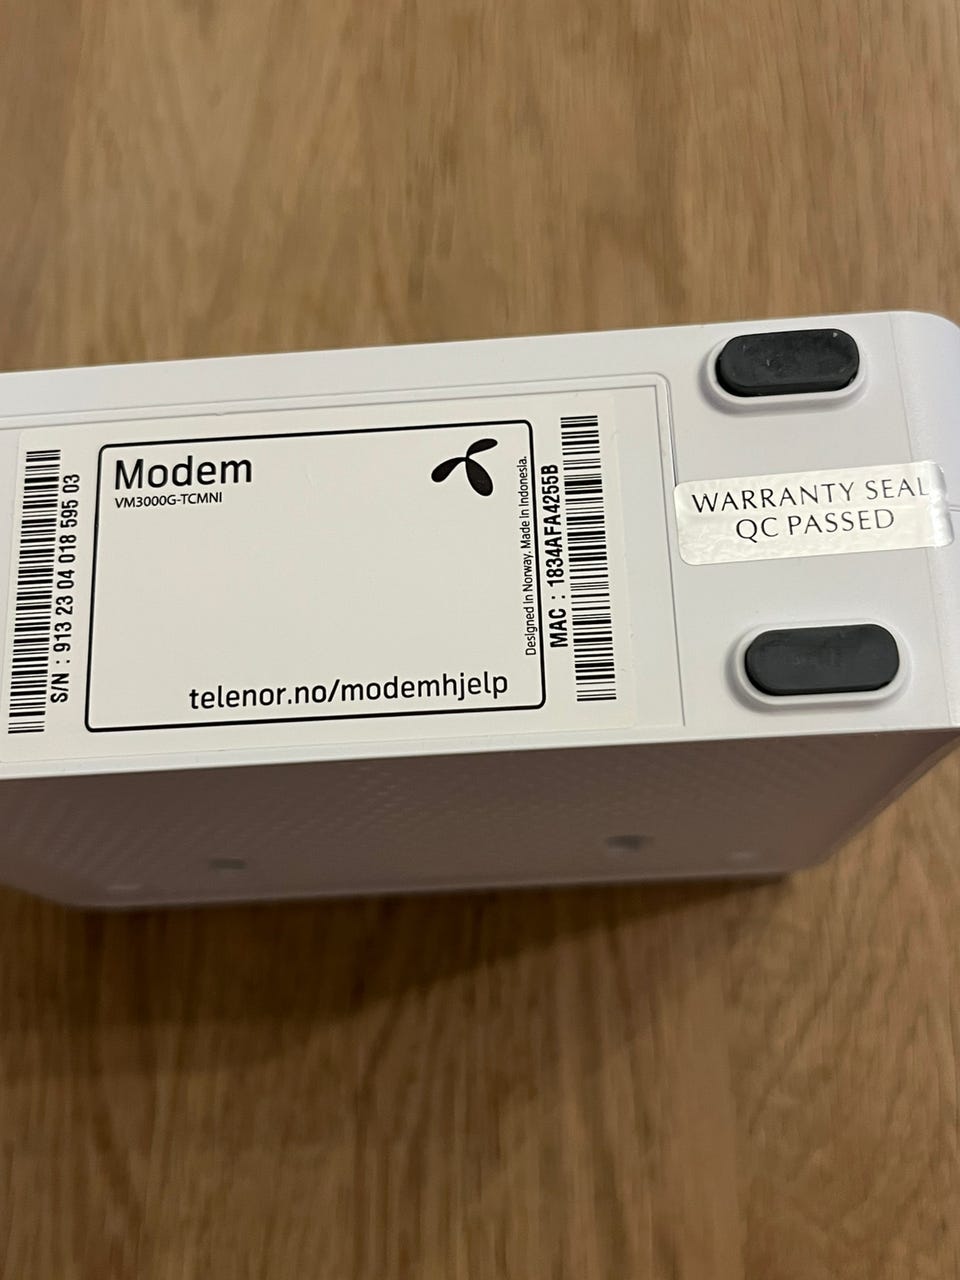 S/N : 913 23 04 018 595 03
Modem
VM3000G-TCMNI
telenor.no/modemhjelp
Designed in Norway. Made in Indonesia.
MAC : 1834AFA4255B
WARRANTY SEAL
QC PASSED